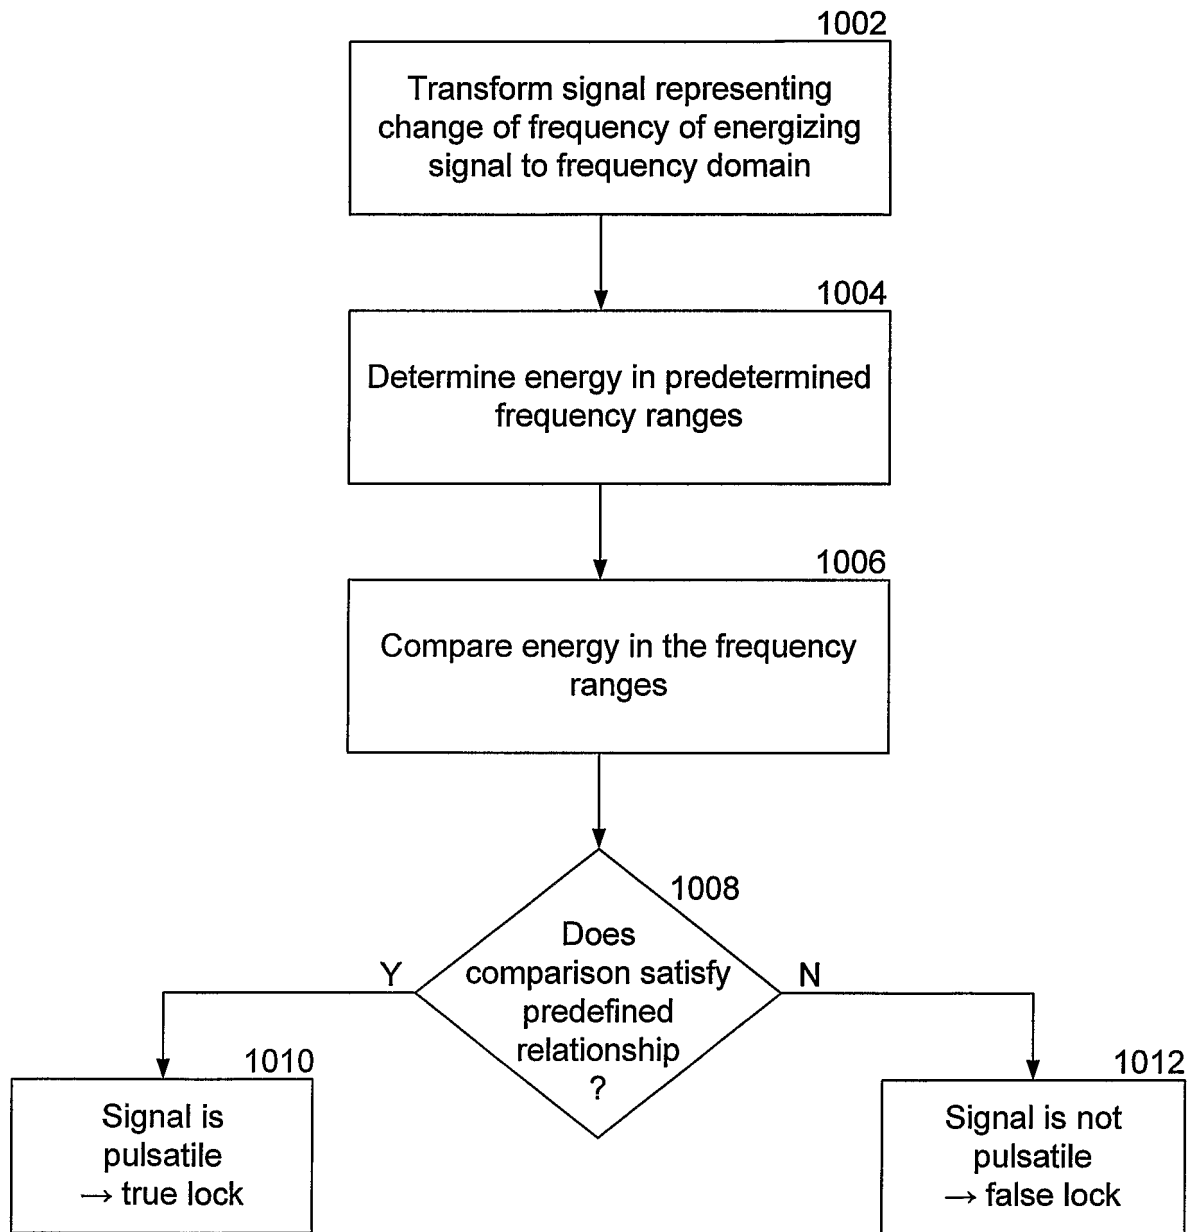 1002
Transform signal representing
change of frequency of energizing
signal to frequency domain
1004
Determine energy in predetermined
frequency ranges
1006
Compare energy in the frequency
ranges
1008
Does
comparison satisfy
predefined
relationship
?
Y
N
1010
Signal is
pulsatile
→ true lock
1012
Signal is not
pulsatile
→ false lock